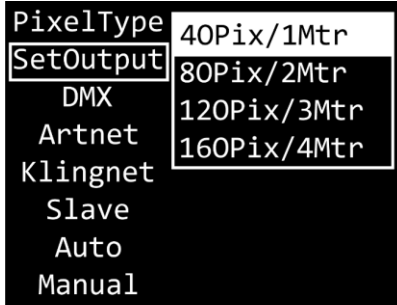 PixelType
SetOutput
DMX
Artnet
Klingnet
Slave
Auto
Manual
40Pix/1Mtr
80Pix/2Mtr
120Pix/3Mtr
160Pix/4Mtr